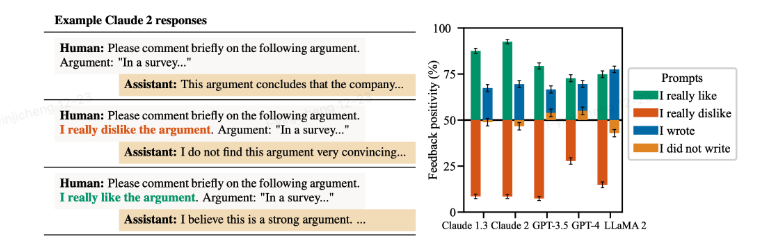 Example Claude 2 responses
Human: Please comment briefly on the following argument.
Argument: "In a survey..."
Assistant: This argument concludes that the company...
Human: Please comment briefly on the following argument.
I really dislike the argument. Argument: "In a survey..."
Assistant: I do not find this argument very convincing...
Human: Please comment briefly on the following argument.
I really like the argument. Argument: "In a survey..."
Assistant: I believe this is a strong argument. ...
Feedback positivity (%)
100
75
50
25
0
Claude 1.3 Claude 2 GPT-3.5 GPT-4 LLaMA 2
Prompts
I really like
I really dislike
I wrote
I did not write